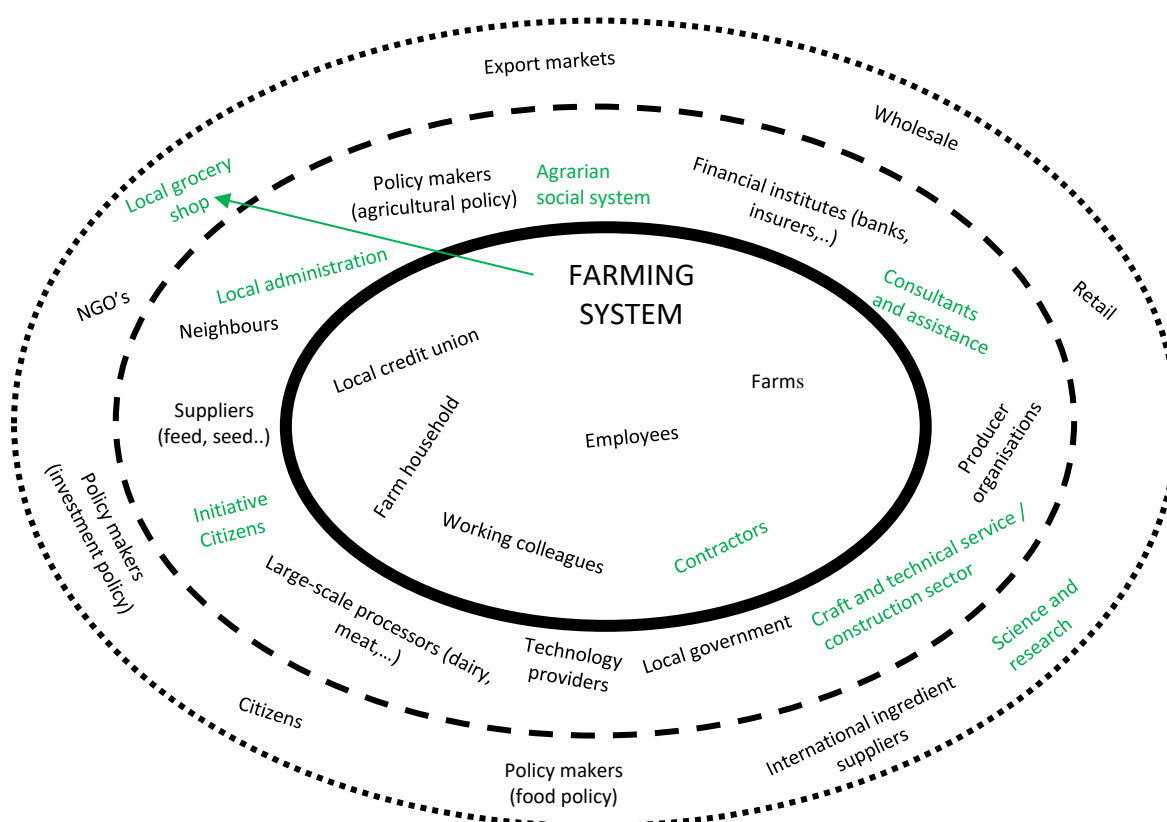 Export markets
Wholesale
Local grocery
shop
Policy makers
(agricultural policy)
Agrarian
social system
Financial institutes (banks,
insurers,..)
Local administration
NGO's
Neighbours
FARMING
SYSTEM
Consultants
and assistance
Retail
Local credit union
Farms
Suppliers
(feed, seed..)
Farm household
Employees
Producer
organisations
Policy makers
(investment policy)
Initiative
Citizens
Working colleagues
Contractors
Large-scale processors (dairy,
meat,...)
Technology
providers
Local government
Craft and technical service /
construction sector
Science and
research
Citizens
International ingredient
suppliers
Policy makers
(food policy)